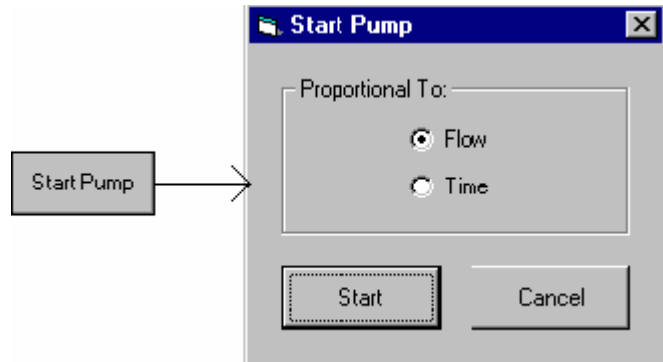 Start Pump
Start Pump
Proportional To:
Flow
Time
Start
Cancel